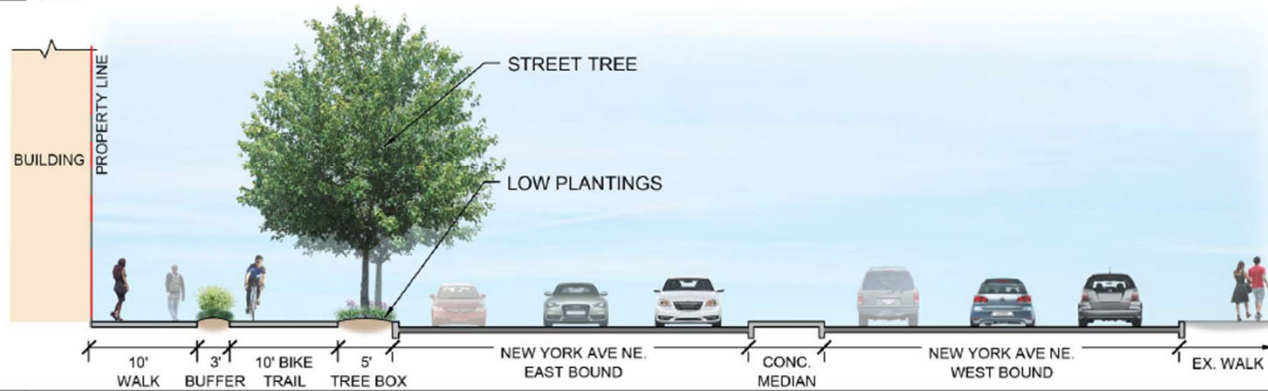 BUILDING
PROPERTY LINE
STREET TREE
LOW PLANTINGS
10'
WALK
3'
BUFFER
10' BIKE
TRAIL
5'
TREE BOX
NEW YORK AVE NE.
EAST BOUND
CONC.
MEDIAN
NEW YORK AVE NE.
WEST BOUND
EX. WALK